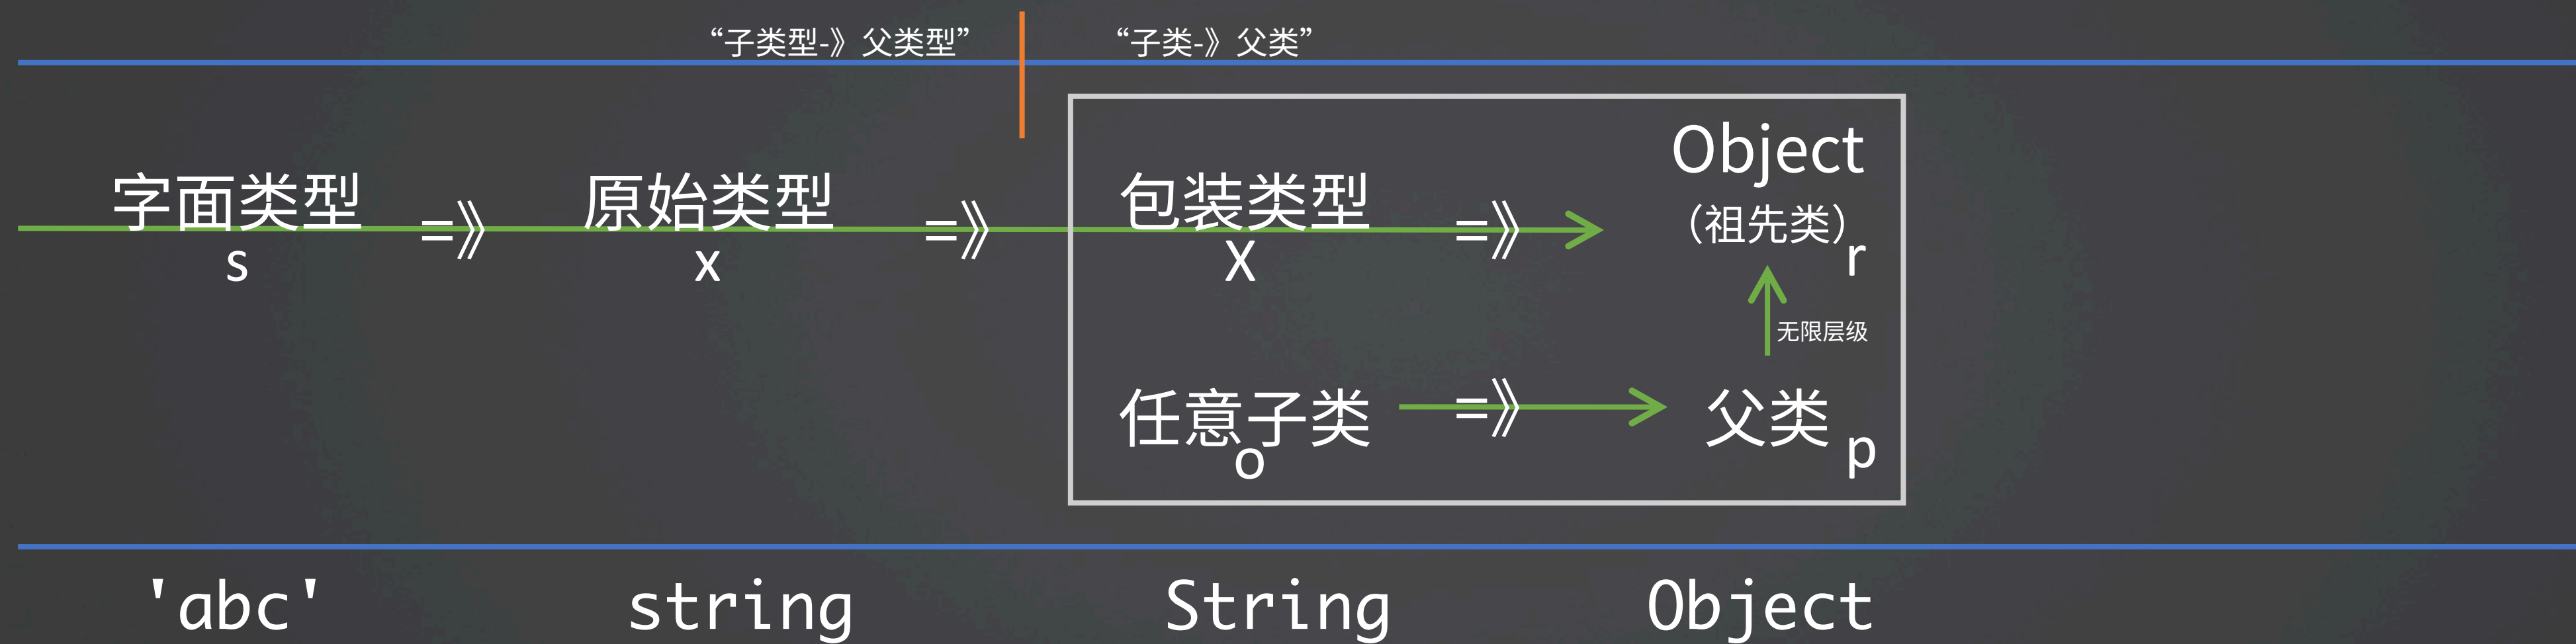 “子类型-》父类型” “子类-》父类”
Object
字面类型 =》 原始类型 =》 包装类型 =》 （祖先类）
s x X r
无限层级
任意子类 =》 父类
o p
'abc' string String Object